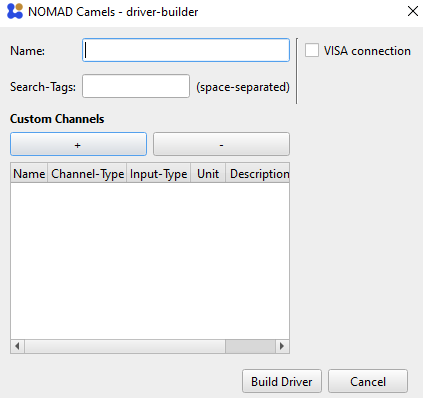 NOMAD Camels - driver-builder
Name:
VISA connection
Search-Tags:
(space-separated)
Custom Channels
+
-
Name Channel-Type Input-Type Unit Description
Build Driver
Cancel